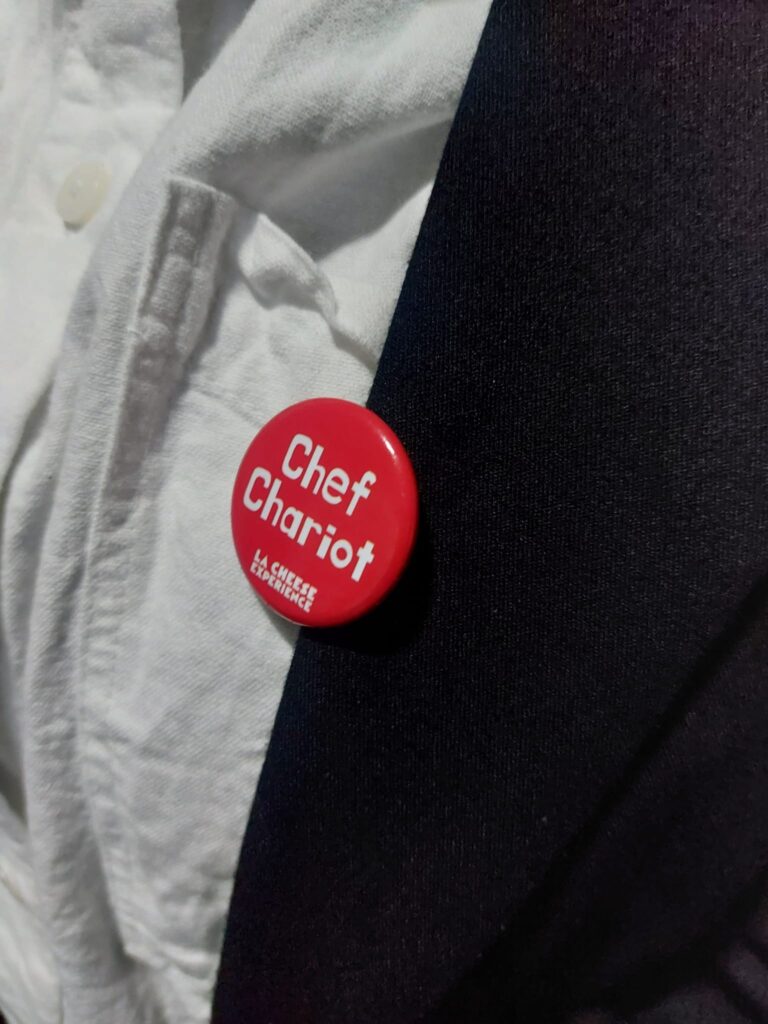 Chef
Chariot
LA CHEESE
EXPERIENCE